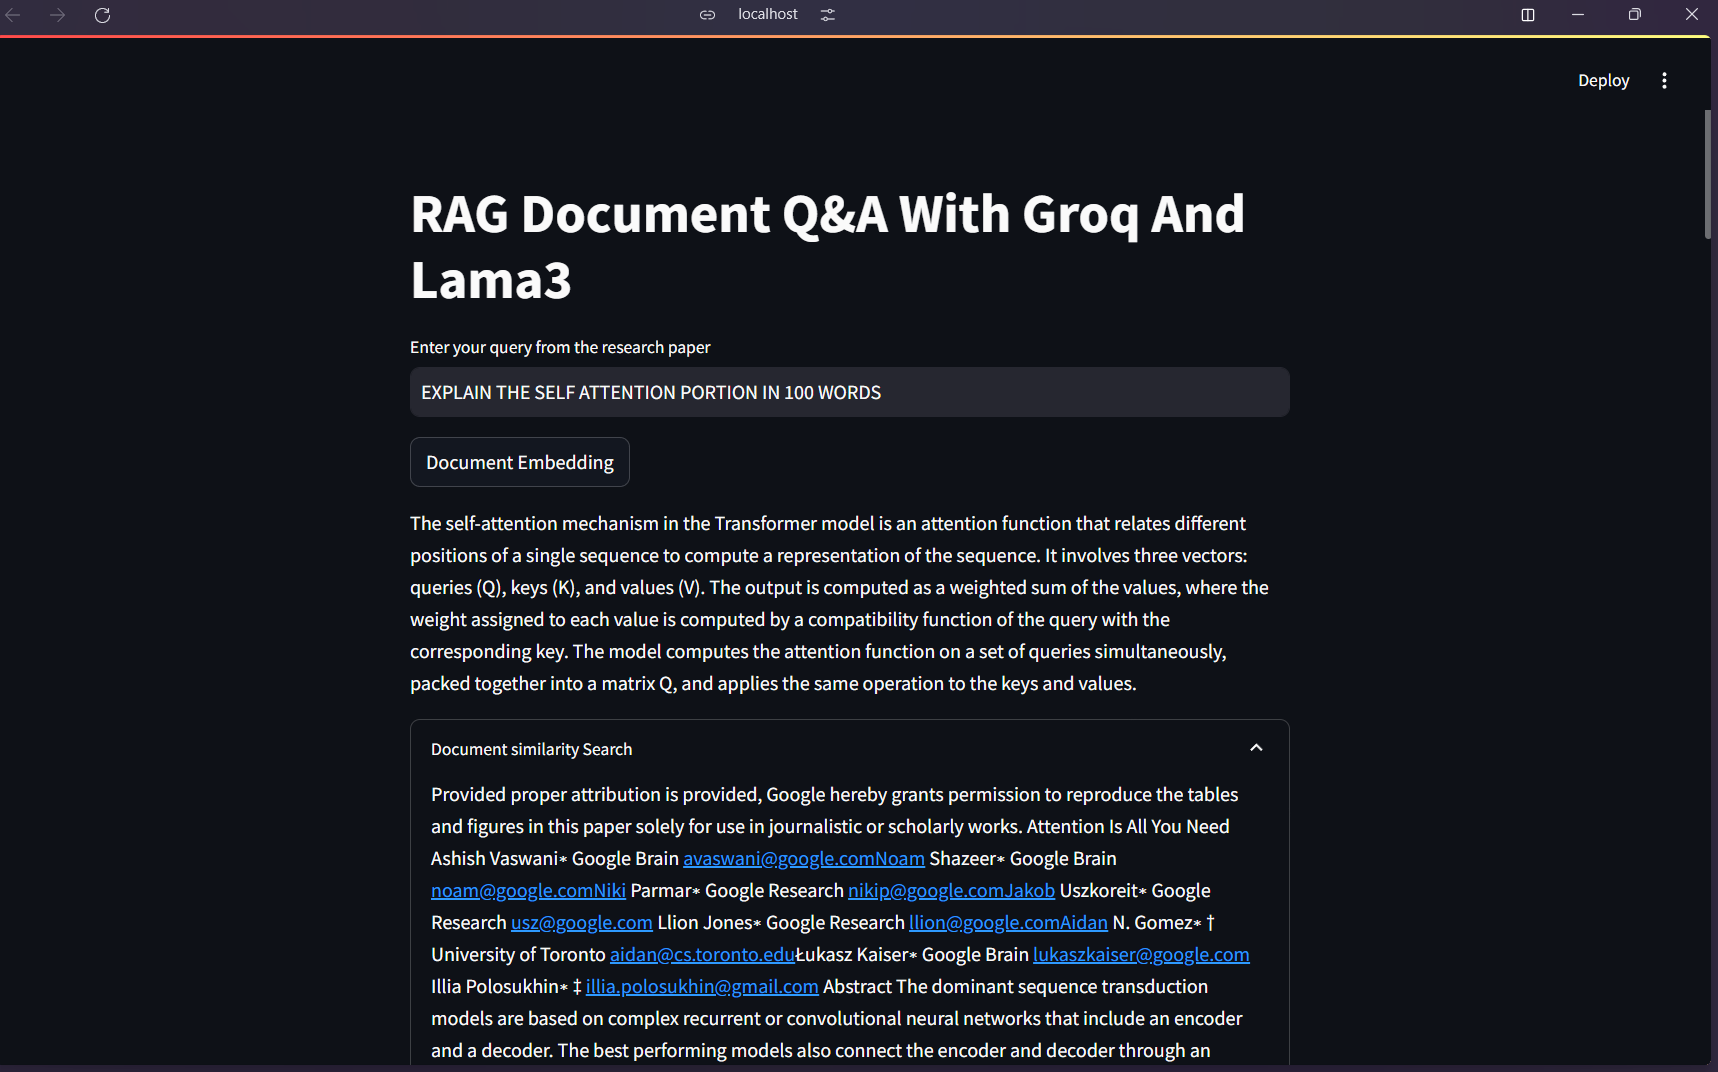 localhost
Deploy
RAG Document Q&A With Groq And
Lama3
Enter your query from the research paper
EXPLAIN THE SELF ATTENTION PORTION IN 100 WORDS
Document Embedding
The self-attention mechanism in the Transformer model is an attention function that relates different
positions of a single sequence to compute a representation of the sequence. It involves three vectors:
queries (Q), keys (K), and values (V). The output is computed as a weighted sum of the values, where the
weight assigned to each value is computed by a compatibility function of the query with the
corresponding key. The model computes the attention function on a set of queries simultaneously,
packed together into a matrix Q, and applies the same operation to the keys and values.
Document similarity Search
Provided proper attribution is provided, Google hereby grants permission to reproduce the tables
and figures in this paper solely for use in journalistic or scholarly works. Attention Is All You Need
Ashish Vaswani∗ Google Brain avaswani@google.comNoam Shazeer∗ Google Brain
noam@google.comNiki Parmar∗ Google Research nikip@google.comJakob Uszkoreit∗ Google
Research usz@google.com Llion Jones∗ Google Research llion@google.comAidan N. Gomez∗ †
University of Toronto aidan@cs.toronto.eduŁukasz Kaiser∗ Google Brain lukaszkaiser@google.com
Illia Polosukhin∗ ‡ illia.polosukhin@gmail.com Abstract The dominant sequence transduction
models are based on complex recurrent or convolutional neural networks that include an encoder
and a decoder. The best performing models also connect the encoder and decoder through an